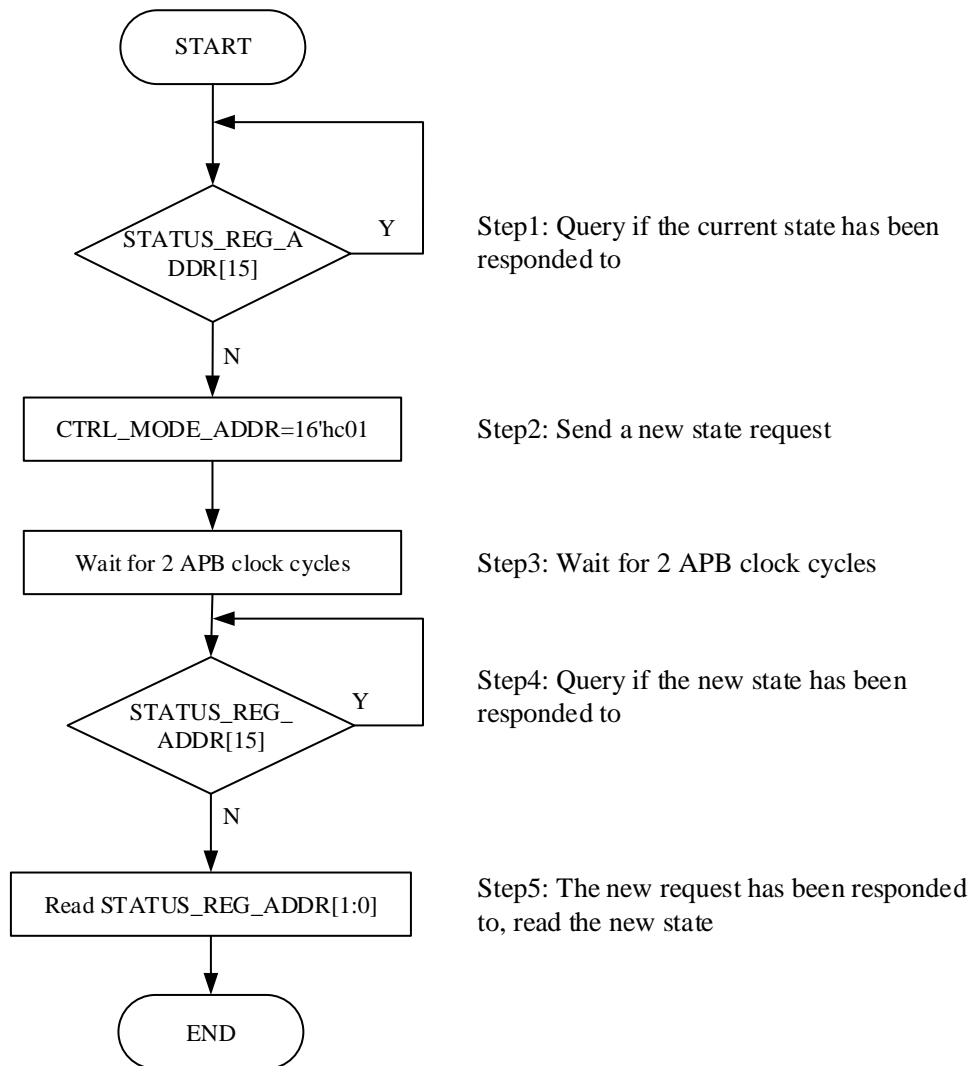 START
STATUS_REG_A
DDR[15]
Y
Step1: Query if the current state has been
responded to
N
CTRL_MODE_ADDR=16'hc01
Step2: Send a new state request
Wait for 2 APB clock cycles
Step3: Wait for 2 APB clock cycles
STATUS_REG_
ADDR[15]
Y
Step4: Query if the new state has been
responded to
N
Read STATUS_REG_ADDR[1:0]
Step5: The new request has been responded
to, read the new state
END